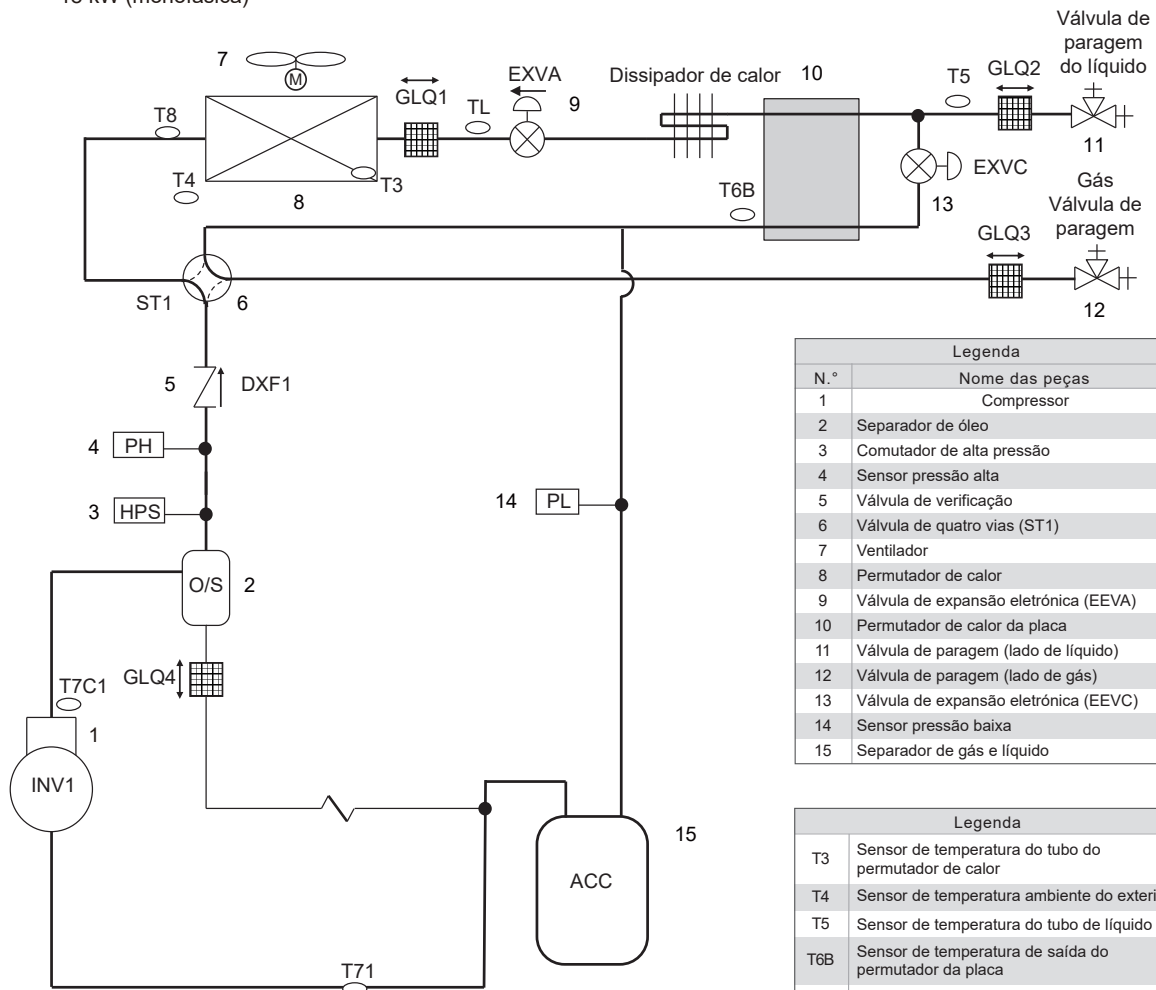 Válvula de
paragem
do líquido
7
M
EXVA
Dissipador de calor
10
T5
GLQ2
GLQ1
TL
9
T8
11
T4
T3
8
T6B
EXVC
13
Gás
Válvula de
paragem
GLQ3
ST1
6
12
5
DXF1
4
PH
3
HPS
14
PL
O/S
2
T7C1
GLQ4
1
INV1
15
ACC
T71
Legenda
N.° Nome das peças
1 Compressor
2 Separador de óleo
3 Comutador de alta pressão
4 Sensor pressão alta
5 Válvula de verificação
6 Válvula de quatro vias (ST1)
7 Ventilador
8 Permutador de calor
9 Válvula de expansão eletrónica (EEVA)
10 Permutador de calor da placa
11 Válvula de paragem (lado de líquido)
12 Válvula de paragem (lado de gás)
13 Válvula de expansão eletrónica (EEVC)
14 Sensor pressão baixa
15 Separador de gás e líquido
Legenda
T3 Sensor de temperatura do tubo do
permutador de calor
T4 Sensor de temperatura ambiente do exteri
T5 Sensor de temperatura do tubo de líquido
T6B Sensor de temperatura de saída do
permutador da placa